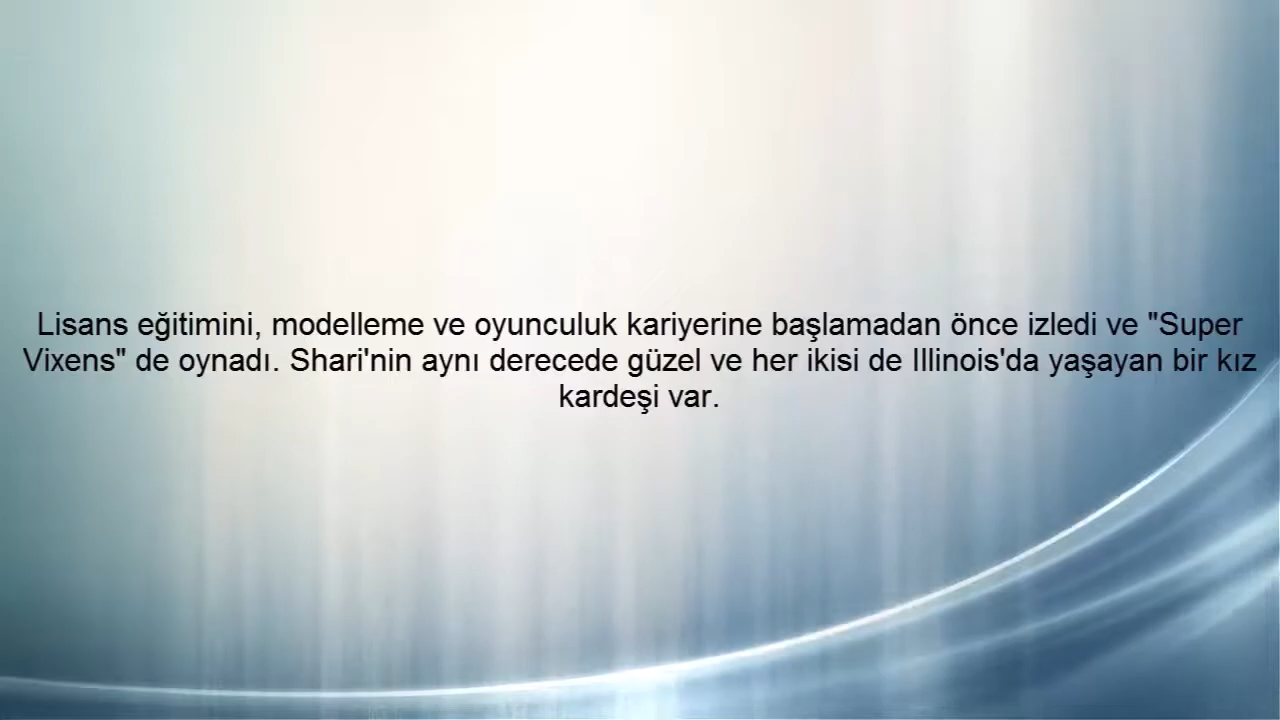 Lisans eğitimini, modelleme ve oyunculuk kariyerine başlamadan önce izledi ve "Super
Vixens" de oynadı. Shari'nin aynı derecede güzel ve her ikisi de Illinois'da yaşayan bir kız
kardeşi var.